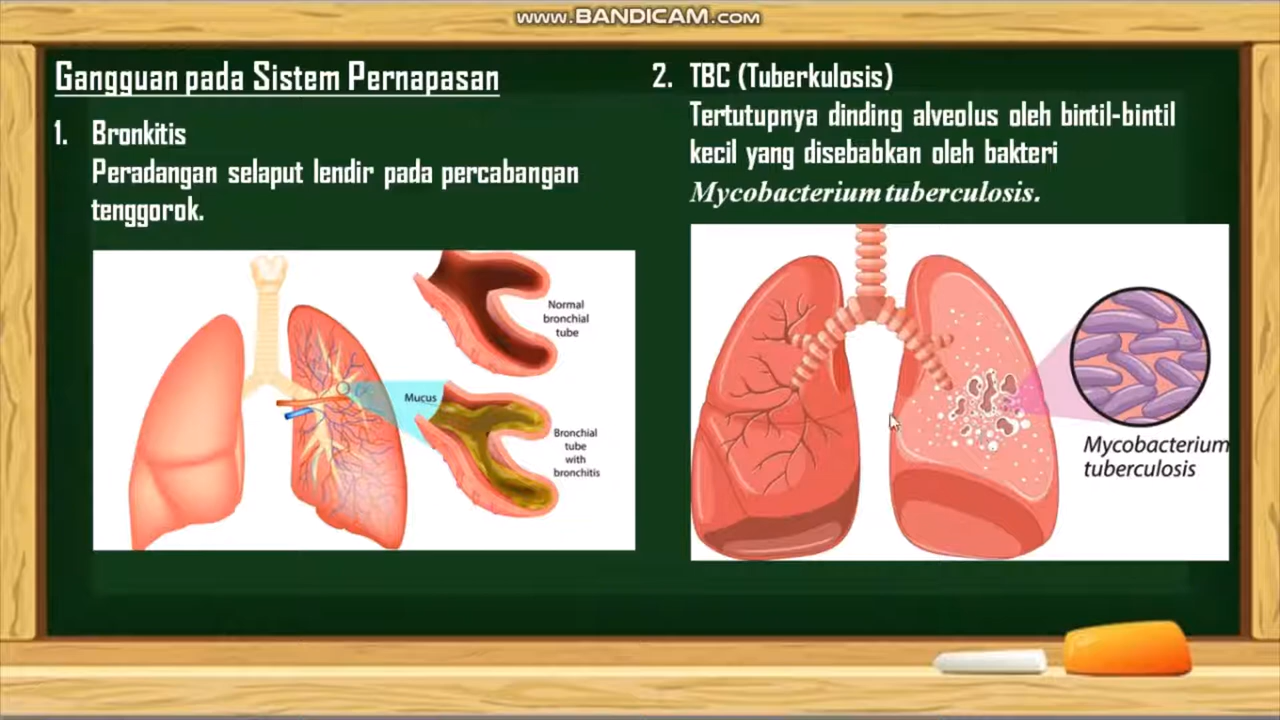 www.BANDICAM.com
Gangguan pada Sistem Pernapasan
1. Bronkitis
Peradangan selaput lendir pada percabangan
tenggorok.
Normal
bronchial
tube
Mucus
Bronchial
tube
with
bronchitis
2. TBC (Tuberkulosis)
Tertutupnya dinding alveolus oleh bintil-bintil
kecil yang disebabkan oleh bakteri
Mycobacterium tuberculosis.
Mycobacterium
tuberculosis